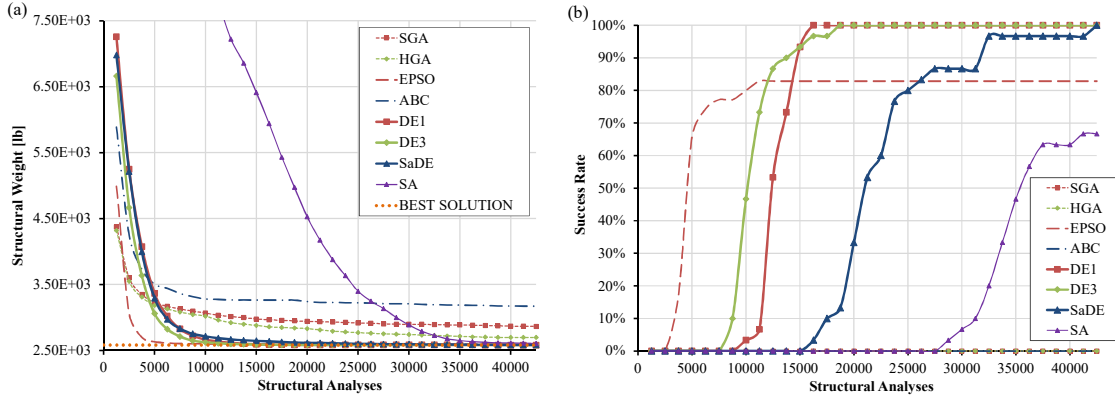 (a)
7.50E+03
6.50E+03
5.50E+03
4.50E+03
3.50E+03
2.50E+03
Structural Weight [lb]
0 5000 10000 15000 20000 25000 30000 35000 40000
Structural Analyses
SGA
HGA
EPSO
ABC
DE1
DE3
SaDE
SA
BEST SOLUTION
(b)
100%
90%
80%
70%
60%
50%
40%
30%
20%
10%
0%
Success Rate
0 5000 10000 15000 20000 25000 30000 35000 40000
Structural Analyses
SGA
HGA
EPSO
ABC
DE1
DE3
SaDE
SA